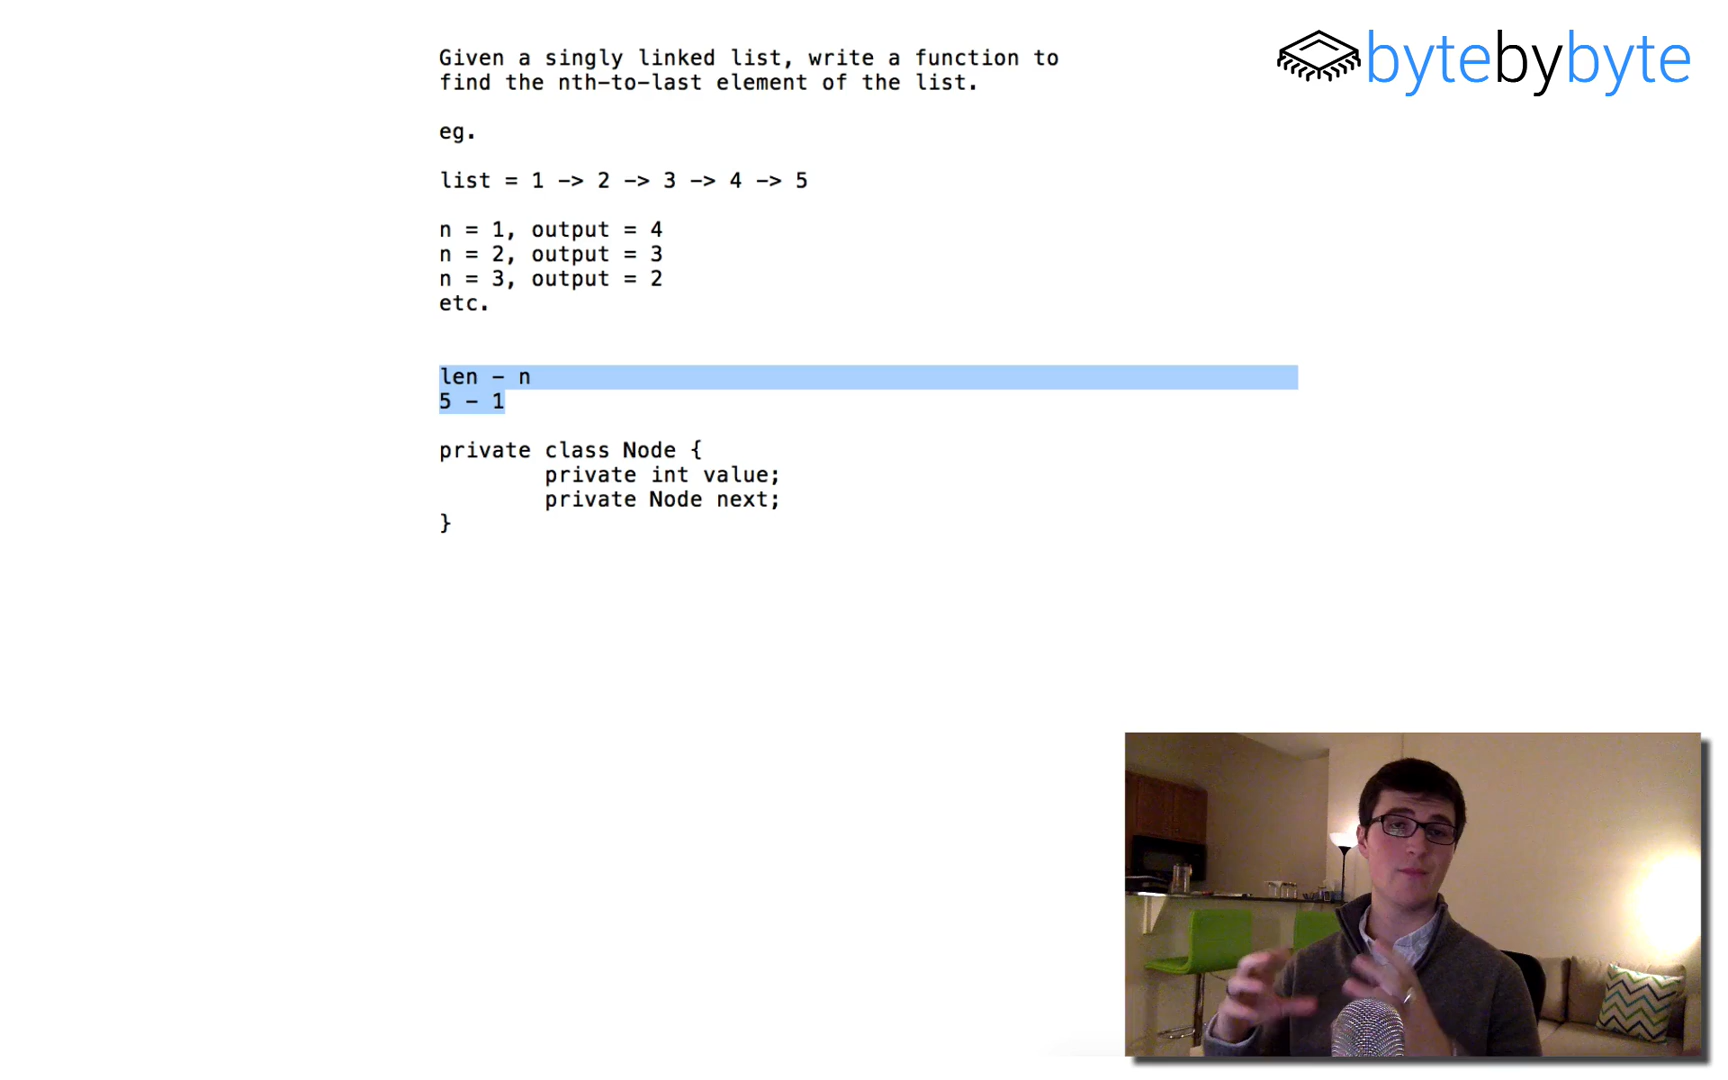 bytebybyte
Given a singly linked list, write a function to
find the nth-to-last element of the list.
eg.
list = 1 -> 2 -> 3 -> 4 -> 5
n = 1, output = 4
n = 2, output = 3
n = 3, output = 2
etc.
len - n
5 - 1
private class Node {
private int value;
private Node next;
}